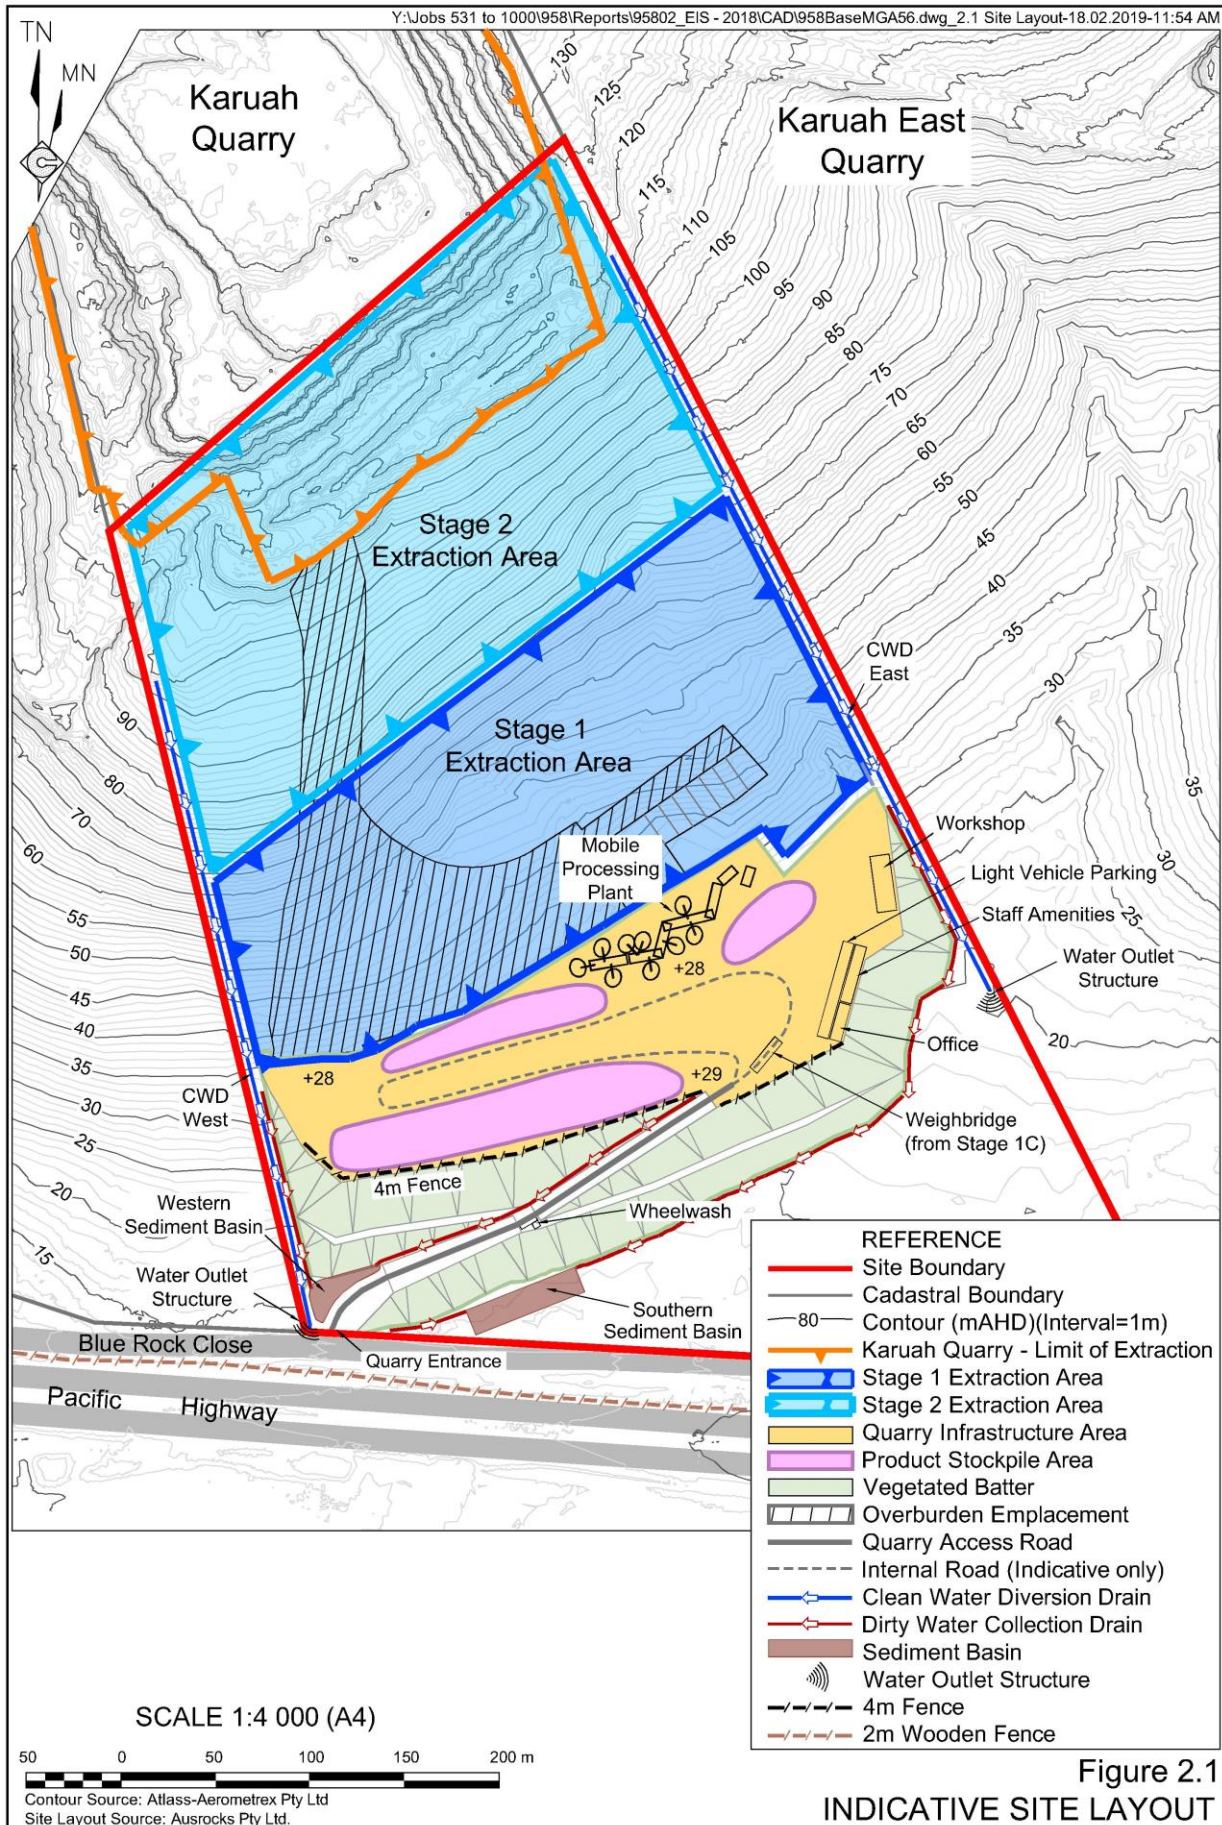 Y:\Jobs 531 to 1000\958\Reports\95802_EIS - 2018\CAD\958BaseMGA56.dwg_2.1 Site Layout-18.02.2019-11:54 AM
TN
MN
Karuah
Quarry
Karuah East
Quarry
130
125
120
115
110
105
100
95
90
85
80
75
70
65
60
55
50
45
40
35
30
35
30
25
20
Stage 2
Extraction Area
Stage 1
Extraction Area
CWD
East
90
80
70
60
55
50
45
40
35
30
25
20
15
Mobile
Processing
Plant
Workshop
Light Vehicle Parking
Staff Amenities
Water Outlet
Structure
Office
Weighbridge
(from Stage 1C)
+28
+28
+29
CWD
West
4m Fence
Western
Sediment Basin
Wheelwash
Water Outlet
Structure
Southern
Sediment Basin
Quarry Entrance
Blue Rock Close
Pacific Highway
REFERENCE
Site Boundary
Cadastral Boundary
80 Contour (mAHD)(Interval=1m)
Karuah Quarry - Limit of Extraction
Stage 1 Extraction Area
Stage 2 Extraction Area
Quarry Infrastructure Area
Product Stockpile Area
Vegetated Batter
Overburden Emplacement
Quarry Access Road
Internal Road (Indicative only)
Clean Water Diversion Drain
Dirty Water Collection Drain
Sediment Basin
Water Outlet Structure
4m Fence
2m Wooden Fence
SCALE 1:4 000 (A4)
50 0 50 100 150 200 m
Contour Source: Atlass-Aerometrex Pty Ltd
Site Layout Source: Ausrocks Pty Ltd.
Figure 2.1
INDICATIVE SITE LAYOUT